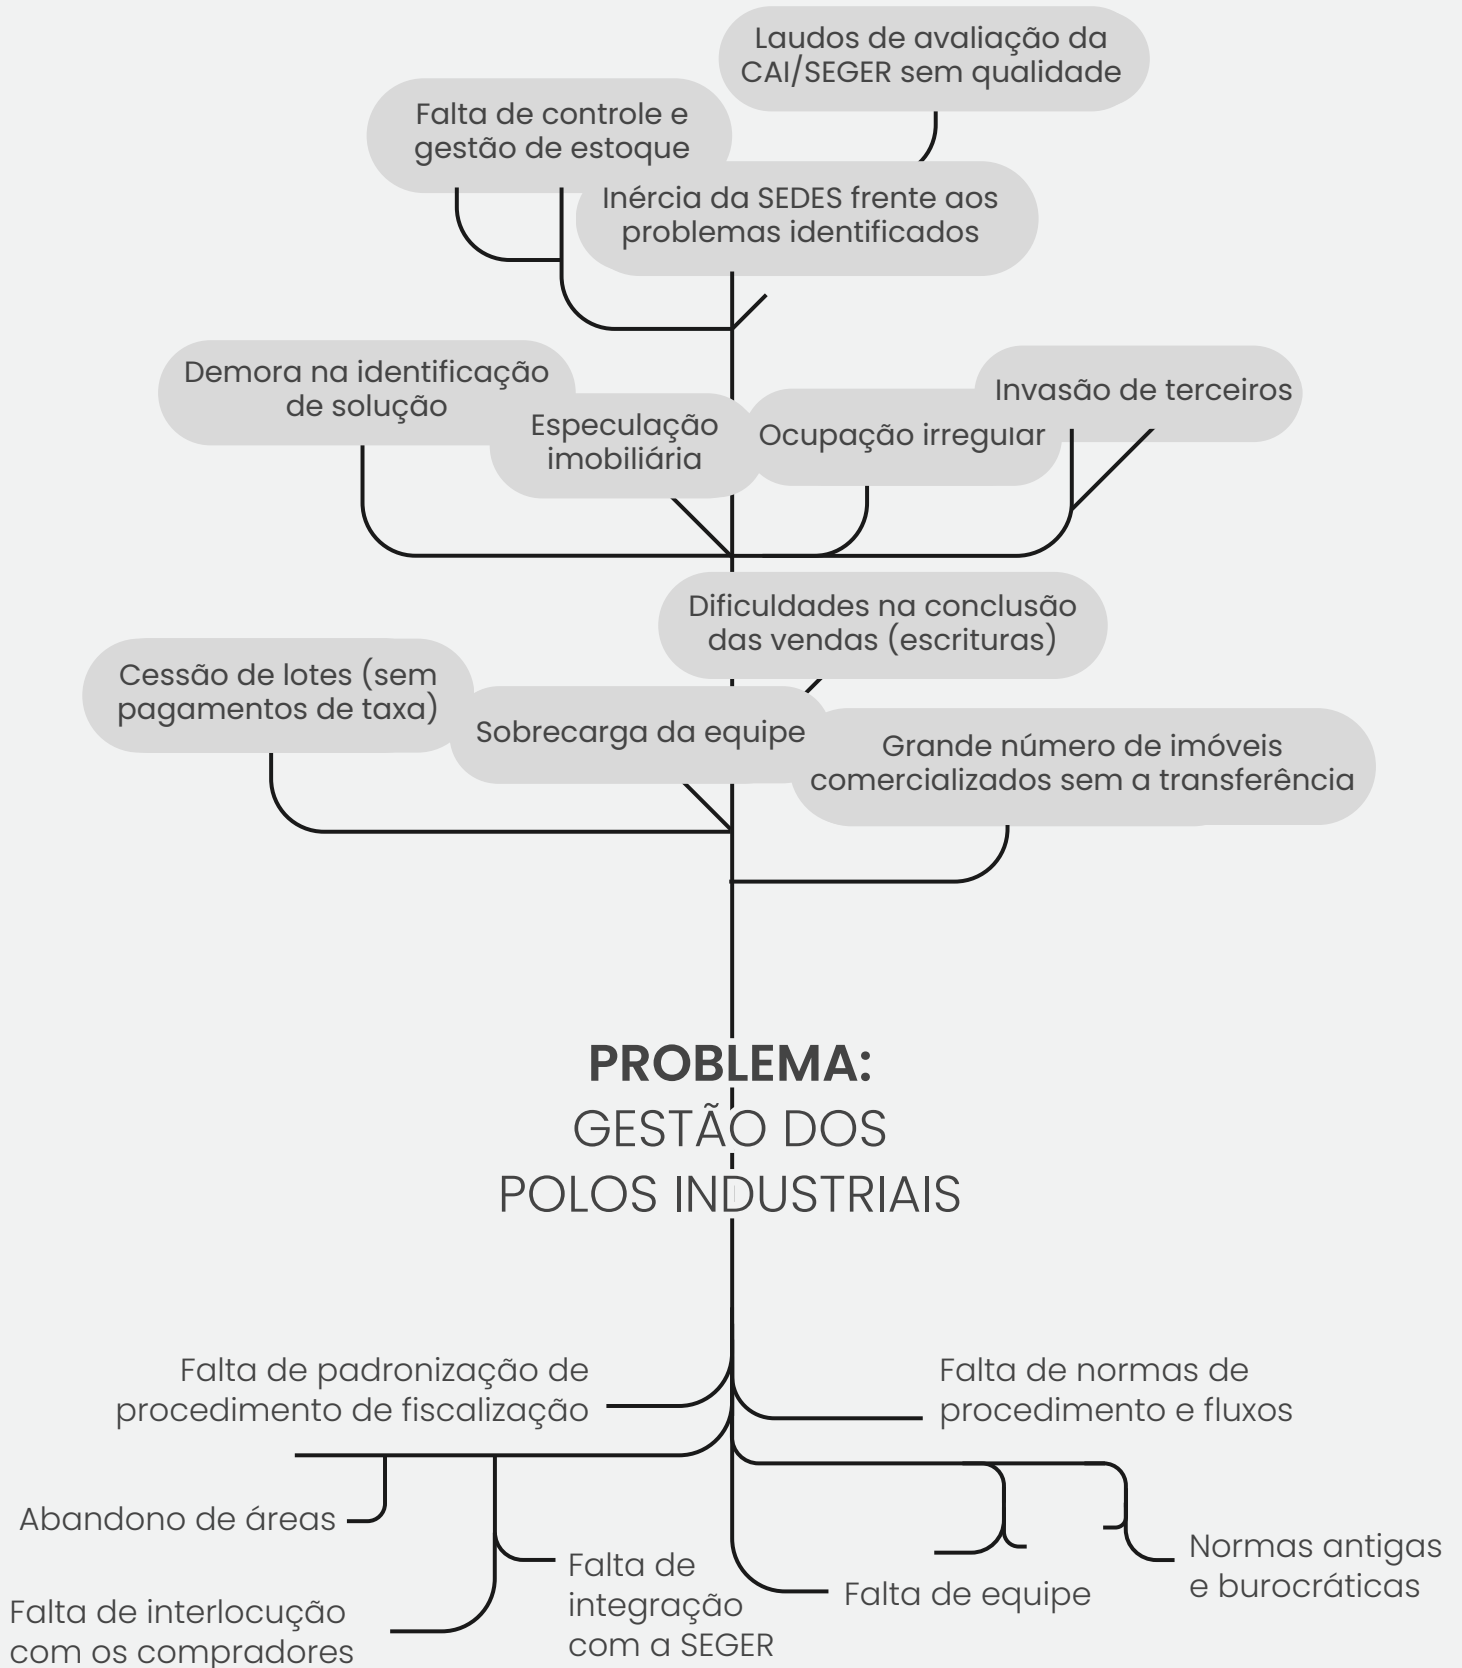 Laudos de avaliação da
CAI/SEGER sem qualidade
Falta de controle e
gestão de estoque
Inércia da SEDES frente aos
problemas identificados
Demora na identificação
de solução
Especulação
imobiliária
Ocupação irregular
Invasão de terceiros
Dificuldades na conclusão
das vendas (escrituras)
Cessão de lotes (sem
pagamentos de taxa)
Sobrecarga da equipe
Grande número de imóveis
comercializados sem a transferência
PROBLEMA:
GESTÃO DOS
POLOS INDUSTRIAIS
Falta de padronização de
procedimento de fiscalização
Falta de normas de
procedimento e fluxos
Abandono de áreas
Falta de interlocução
com os compradores
Falta de
integração
com a SEGER
Falta de equipe
Normas antigas
e burocráticas